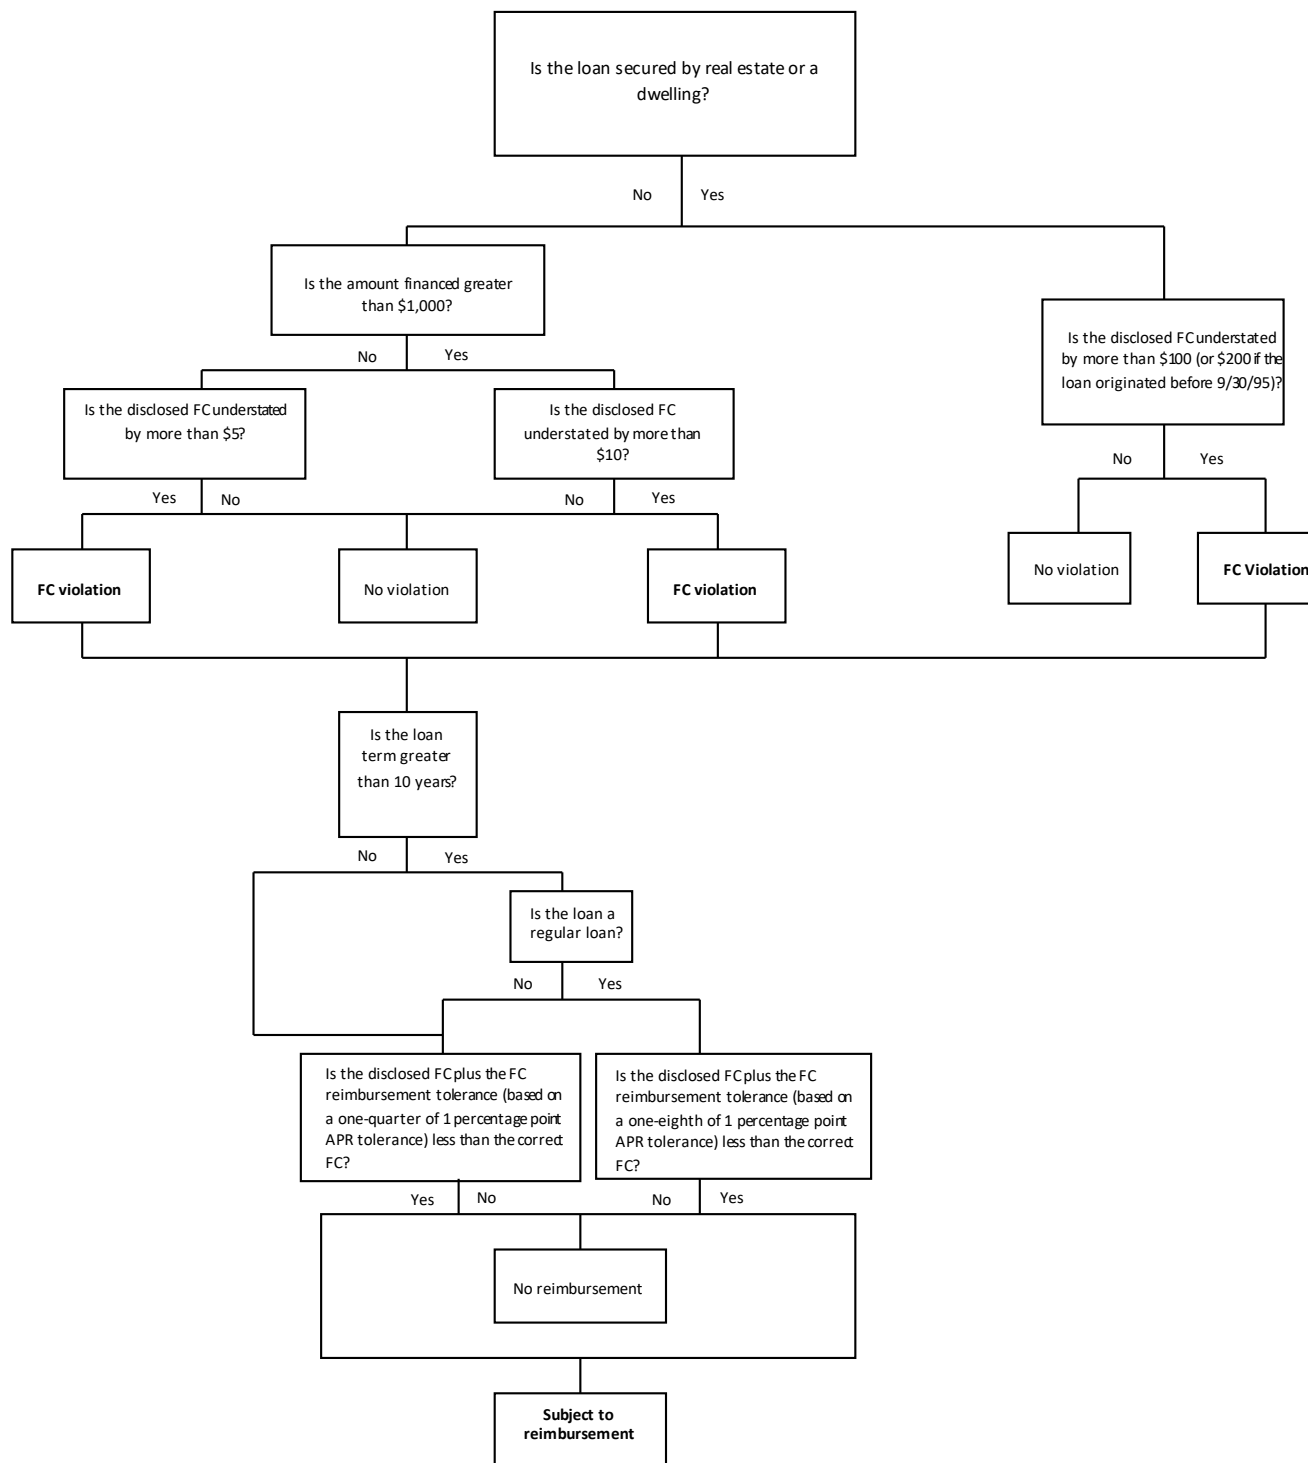 Is the loan secured by real estate or a
dwelling?
No
Yes
Is the amount financed greater
than $1,000?
Is the disclosed FC understated
by more than $100 (or $200 if the
loan originated before 9/30/95)?
No
Yes
Is the disclosed FC understated
by more than $5?
Is the disclosed FC
understated by more than
$10?
No
Yes
Yes
No
No
Yes
FC violation
No violation
FC violation
No violation
FC Violation
Is the loan
term greater
than 10 years?
No
Yes
Is the loan a
regular loan?
No
Yes
Is the disclosed FC plus the FC
reimbursement tolerance (based on
a one-quarter of 1 percentage point
APR tolerance) less than the correct
FC?
Is the disclosed FC plus the FC
reimbursement tolerance (based on
a one-eighth of 1 percentage point
APR tolerance) less than the correct
FC?
Yes
No
No
Yes
No reimbursement
Subject to
reimbursement